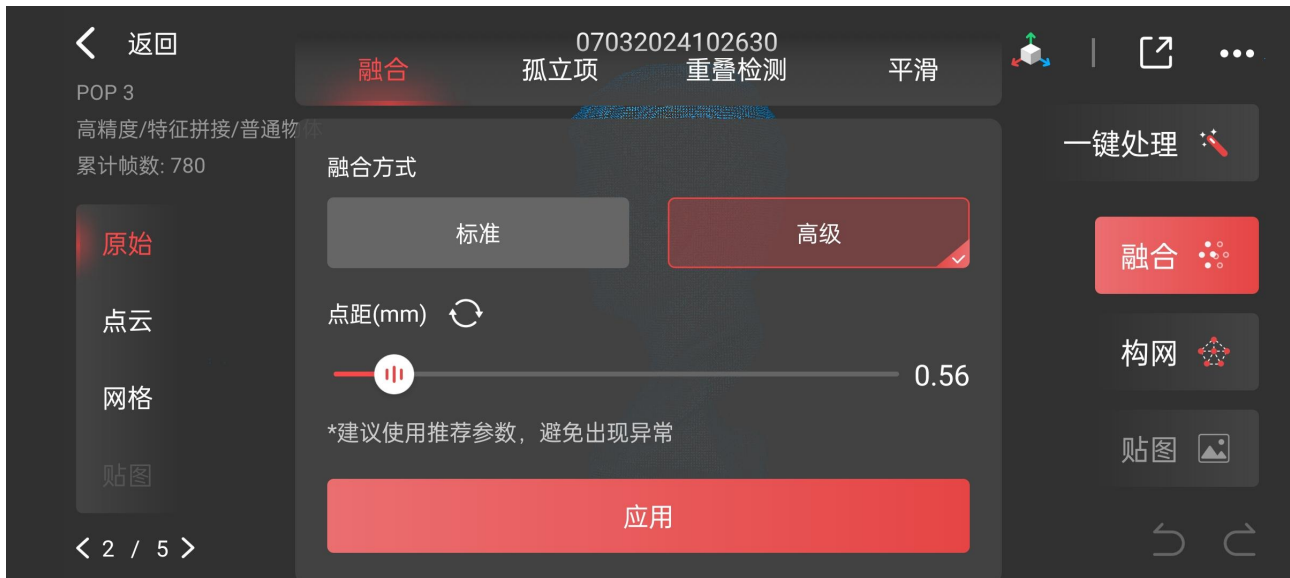 返回
07032024102630
融合
孤立项
重叠检测
平滑
POP 3
高精度/特征拼接/普通物体
累计帧数: 780
原始
点云
网格
贴图
2 / 5
融合方式
标准
高级
点距(mm)
0.56
*建议使用推荐参数，避免出现异常
应用
一键处理
融合
构网
贴图